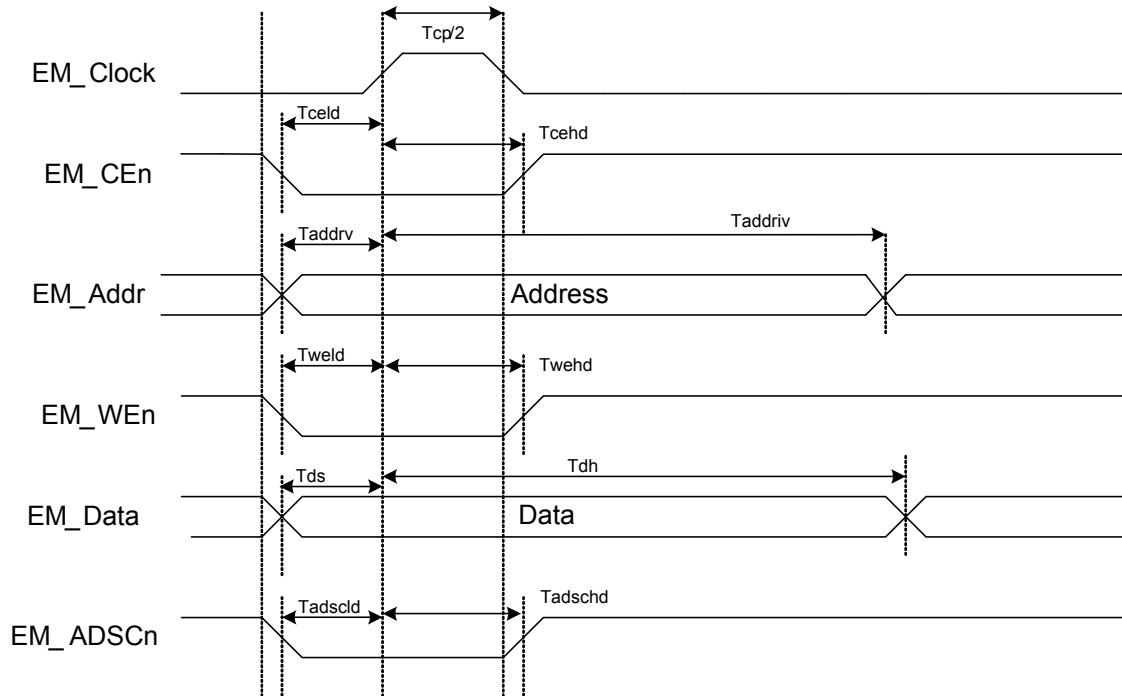 Tcp/2
EM_Clock
Tceld
Tcehd
EM_CEn
Taddrv
Taddriv
EM_Addr
Address
Tweld
Twehd
EM_WEn
Tds
Tdh
EM_Data
Data
Tadscld
Tadschd
EM_ADSCn